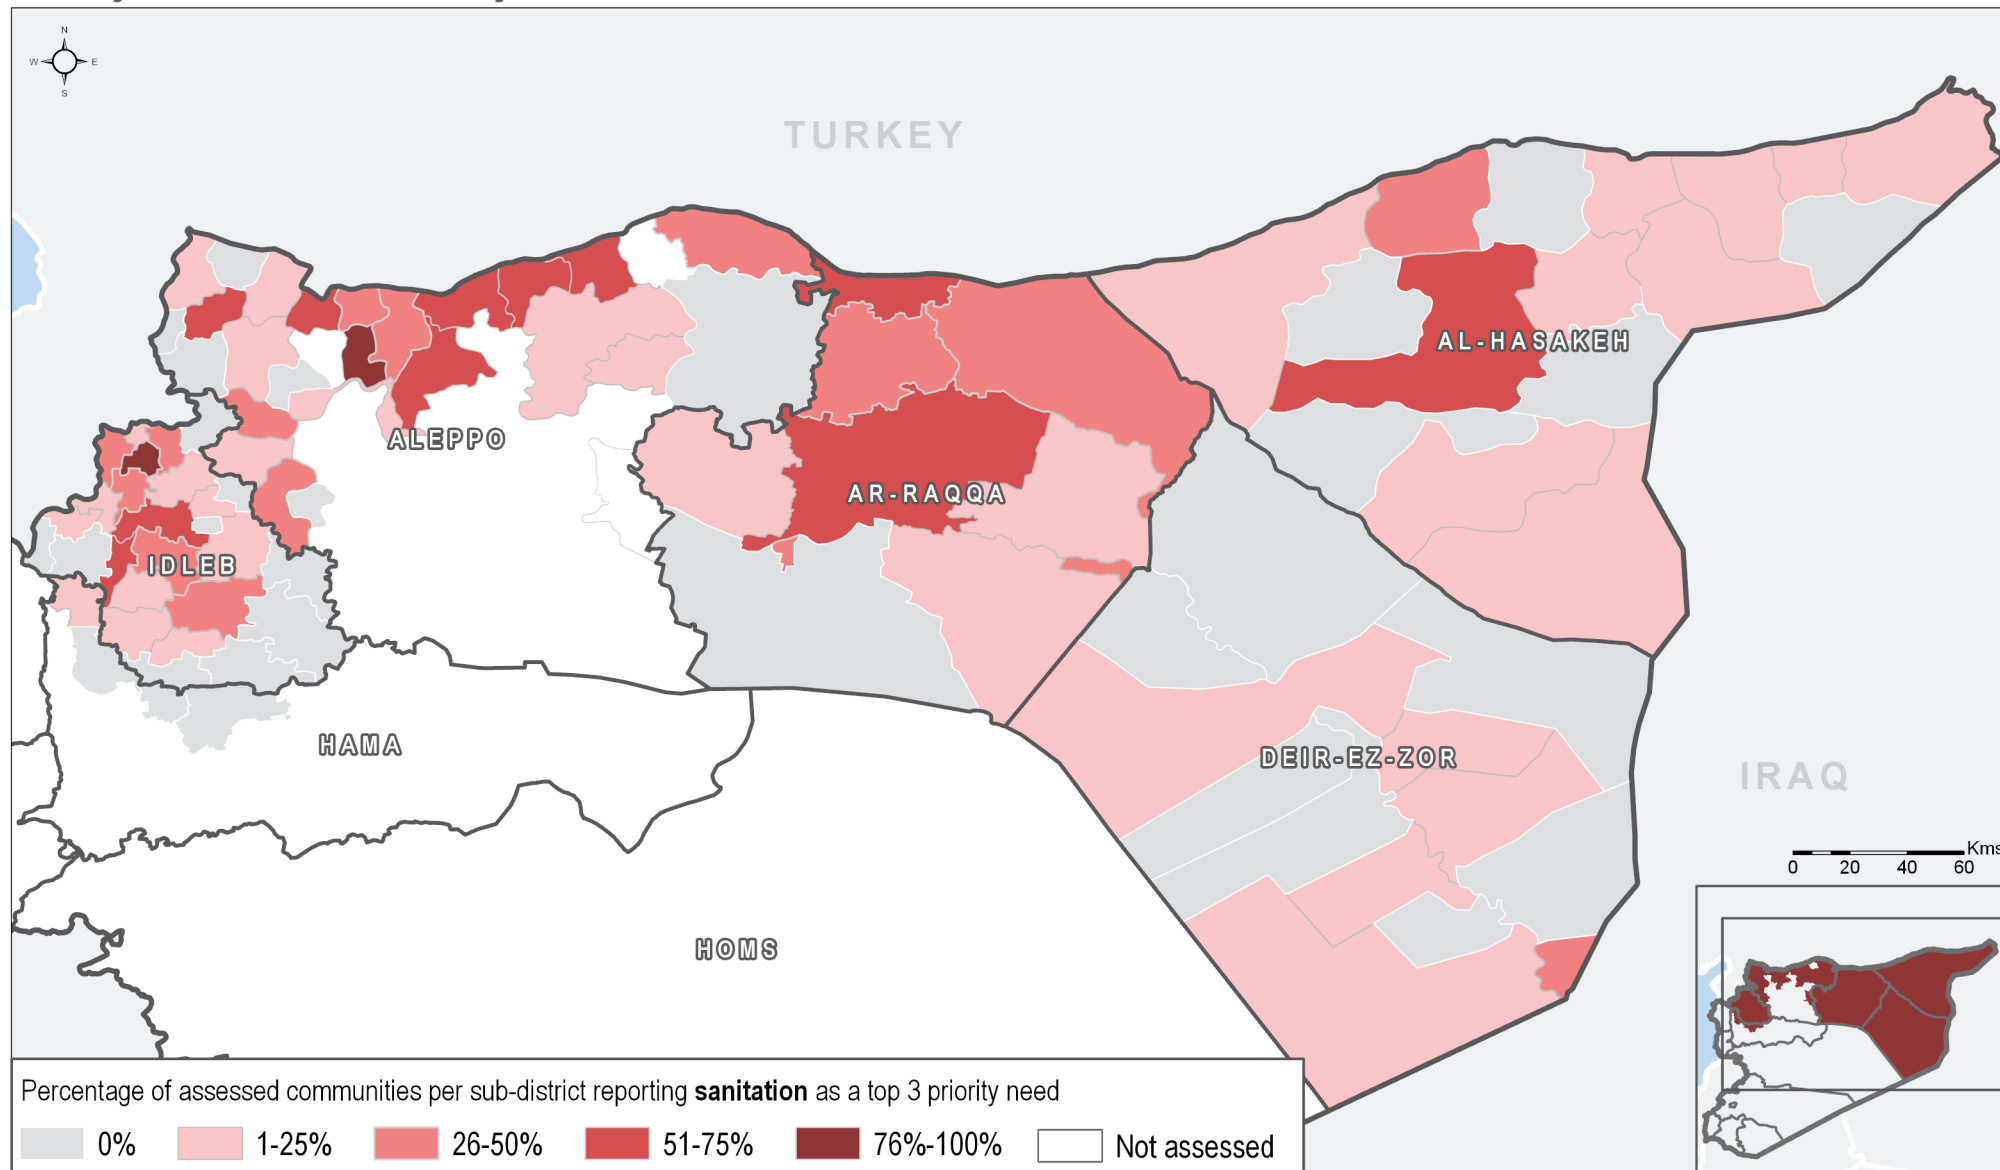 N
W E
S
TURKEY
AL-HASAKEH
ALEPPO
AR-RAQQA
IDLEB
HAMA
DEIR-EZ-ZOR
IRAQ
Kms
0 20 40 60
HOMS
Percentage of assessed communities per sub-district reporting sanitation as a top 3 priority need
0% 1-25% 26-50% 51-75% 76%-100% Not assessed